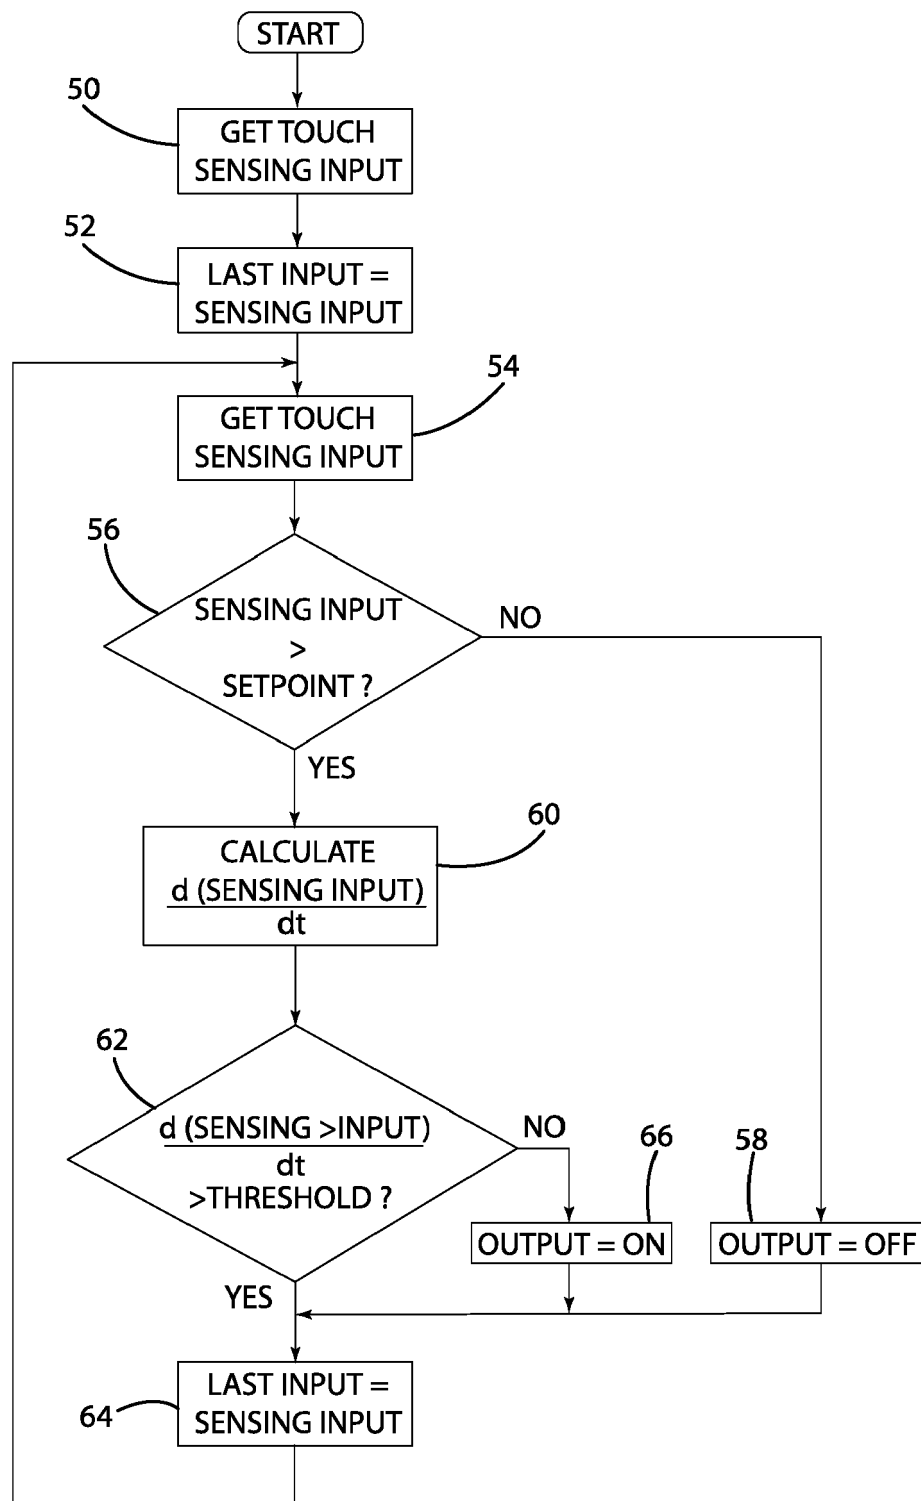 START
50
GET TOUCH
SENSING INPUT
52
LAST INPUT =
SENSING INPUT
54
GET TOUCH
SENSING INPUT
56
SENSING INPUT
>
SETPOINT ?
NO
YES
60
CALCULATE
d (SENSING INPUT)
dt
62
d (SENSING >INPUT)
dt
>THRESHOLD ?
NO
66
58
OUTPUT = ON
OUTPUT = OFF
YES
LAST INPUT =
SENSING INPUT
64